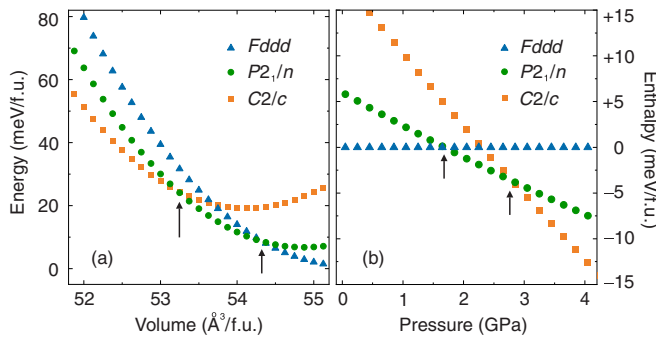 80
60
40
20
0
Energy (meV/f.u.)
Fddd
P2₁/n
C2/c
(a)
52
53
54
55
Volume (Å³/f.u.)
Fddd
P2₁/n
C2/c
(b)
0
1
2
3
4
Pressure (GPa)
+15
+10
+5
0
−5
−10
−15
Enthalpy (meV/f.u.)